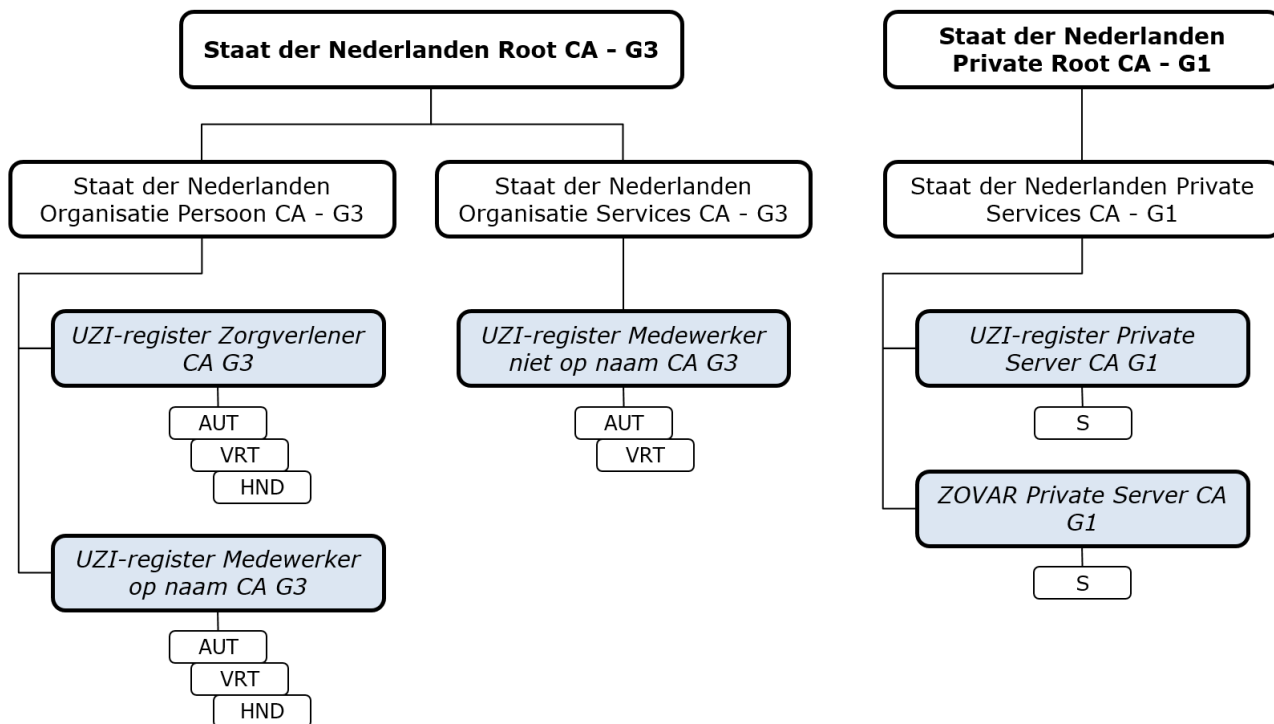 Staat der Nederlanden Root CA - G3
Staat der Nederlanden
Private Root CA - G1
Staat der Nederlanden
Organisatie Persoon CA - G3
Staat der Nederlanden
Organisatie Services CA - G3
Staat der Nederlanden Private
Services CA - G1
UZI-register Zorgverlener
CA G3
AUT
VRT
HND
UZI-register Medewerker
op naam CA G3
AUT
VRT
HND
UZI-register Medewerker
niet op naam CA G3
AUT
VRT
UZI-register Private
Server CA G1
S
ZOVAR Private Server CA
G1
S